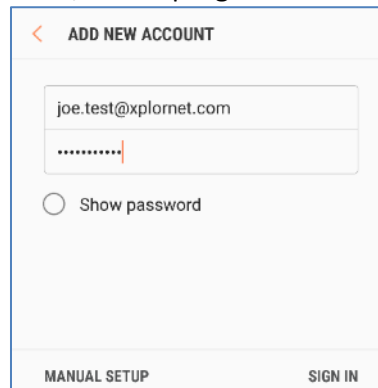 ADD NEW ACCOUNT
joe.test@xplornet.com
•••••••••••
Show password
MANUAL SETUP SIGN IN